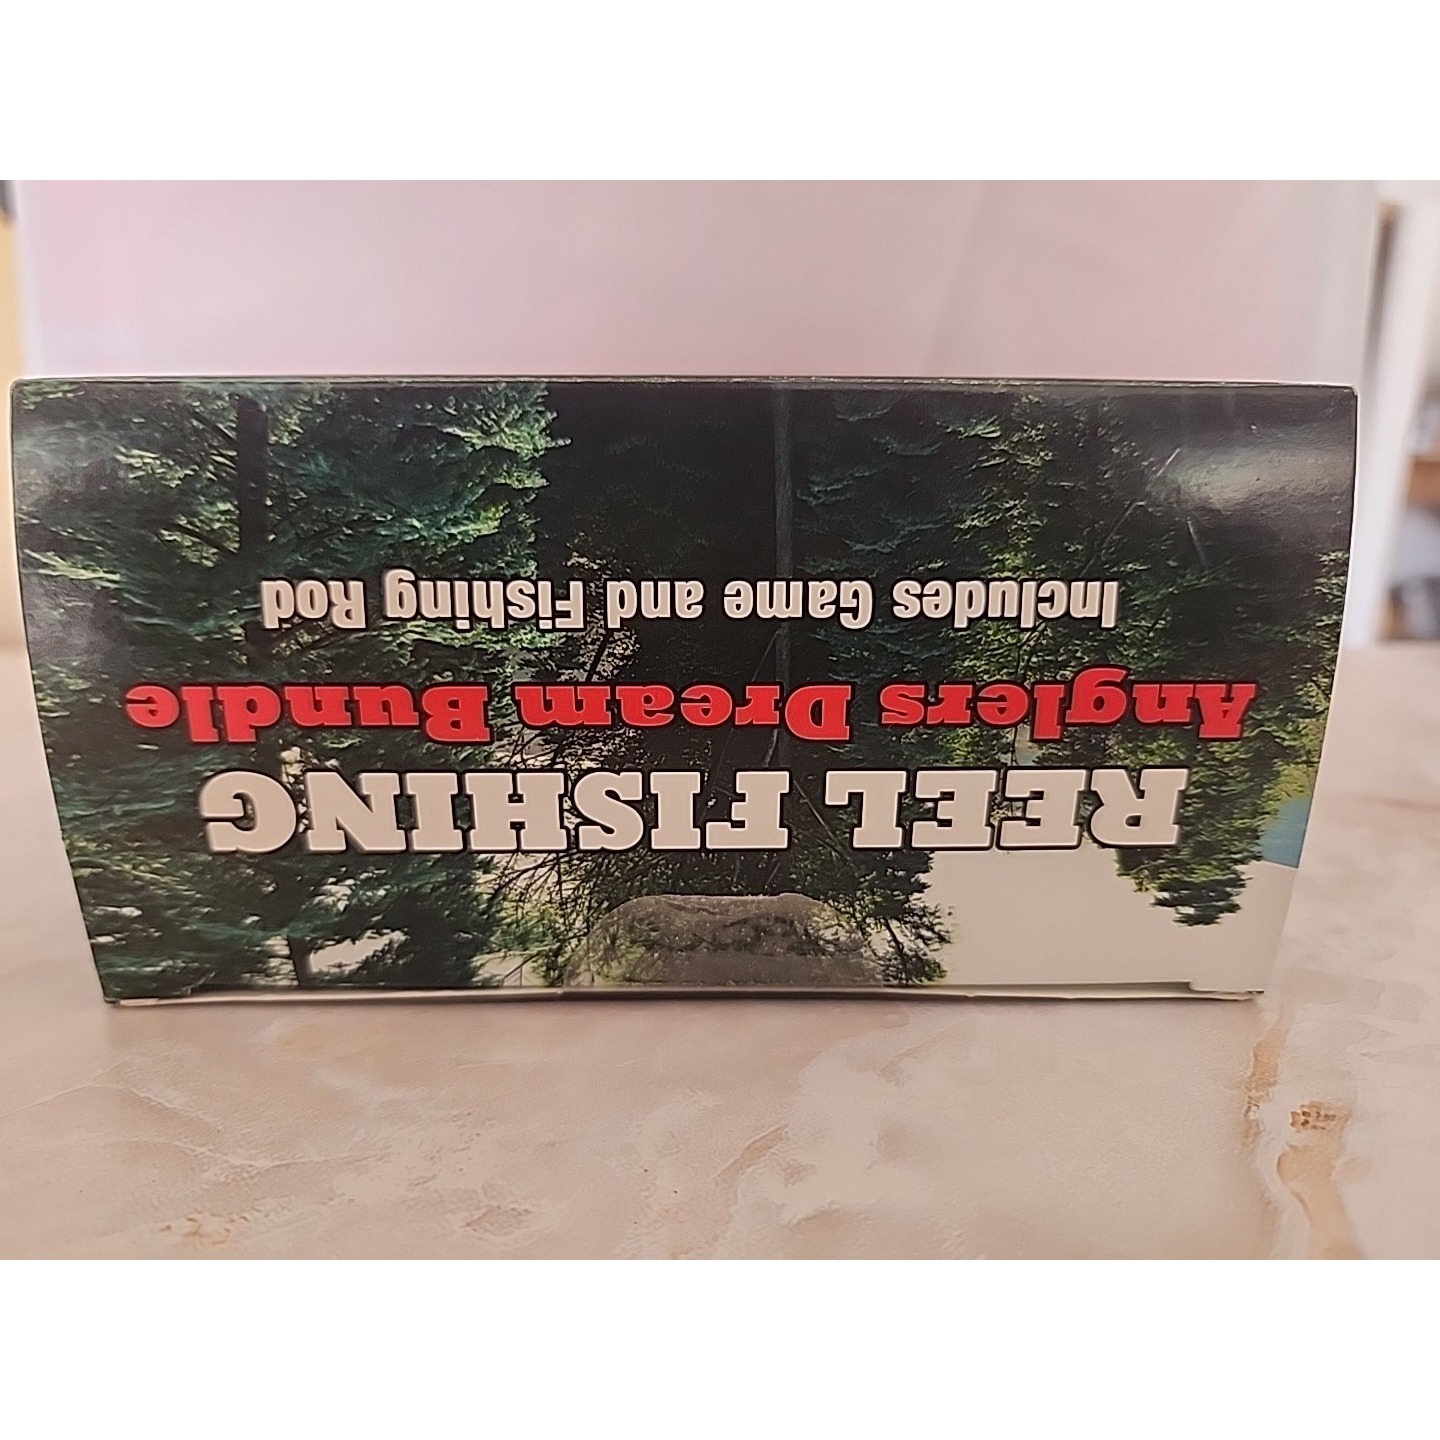 REEL FISHING
Anglers Dream Bundle
Includes Game and Fishing Rod